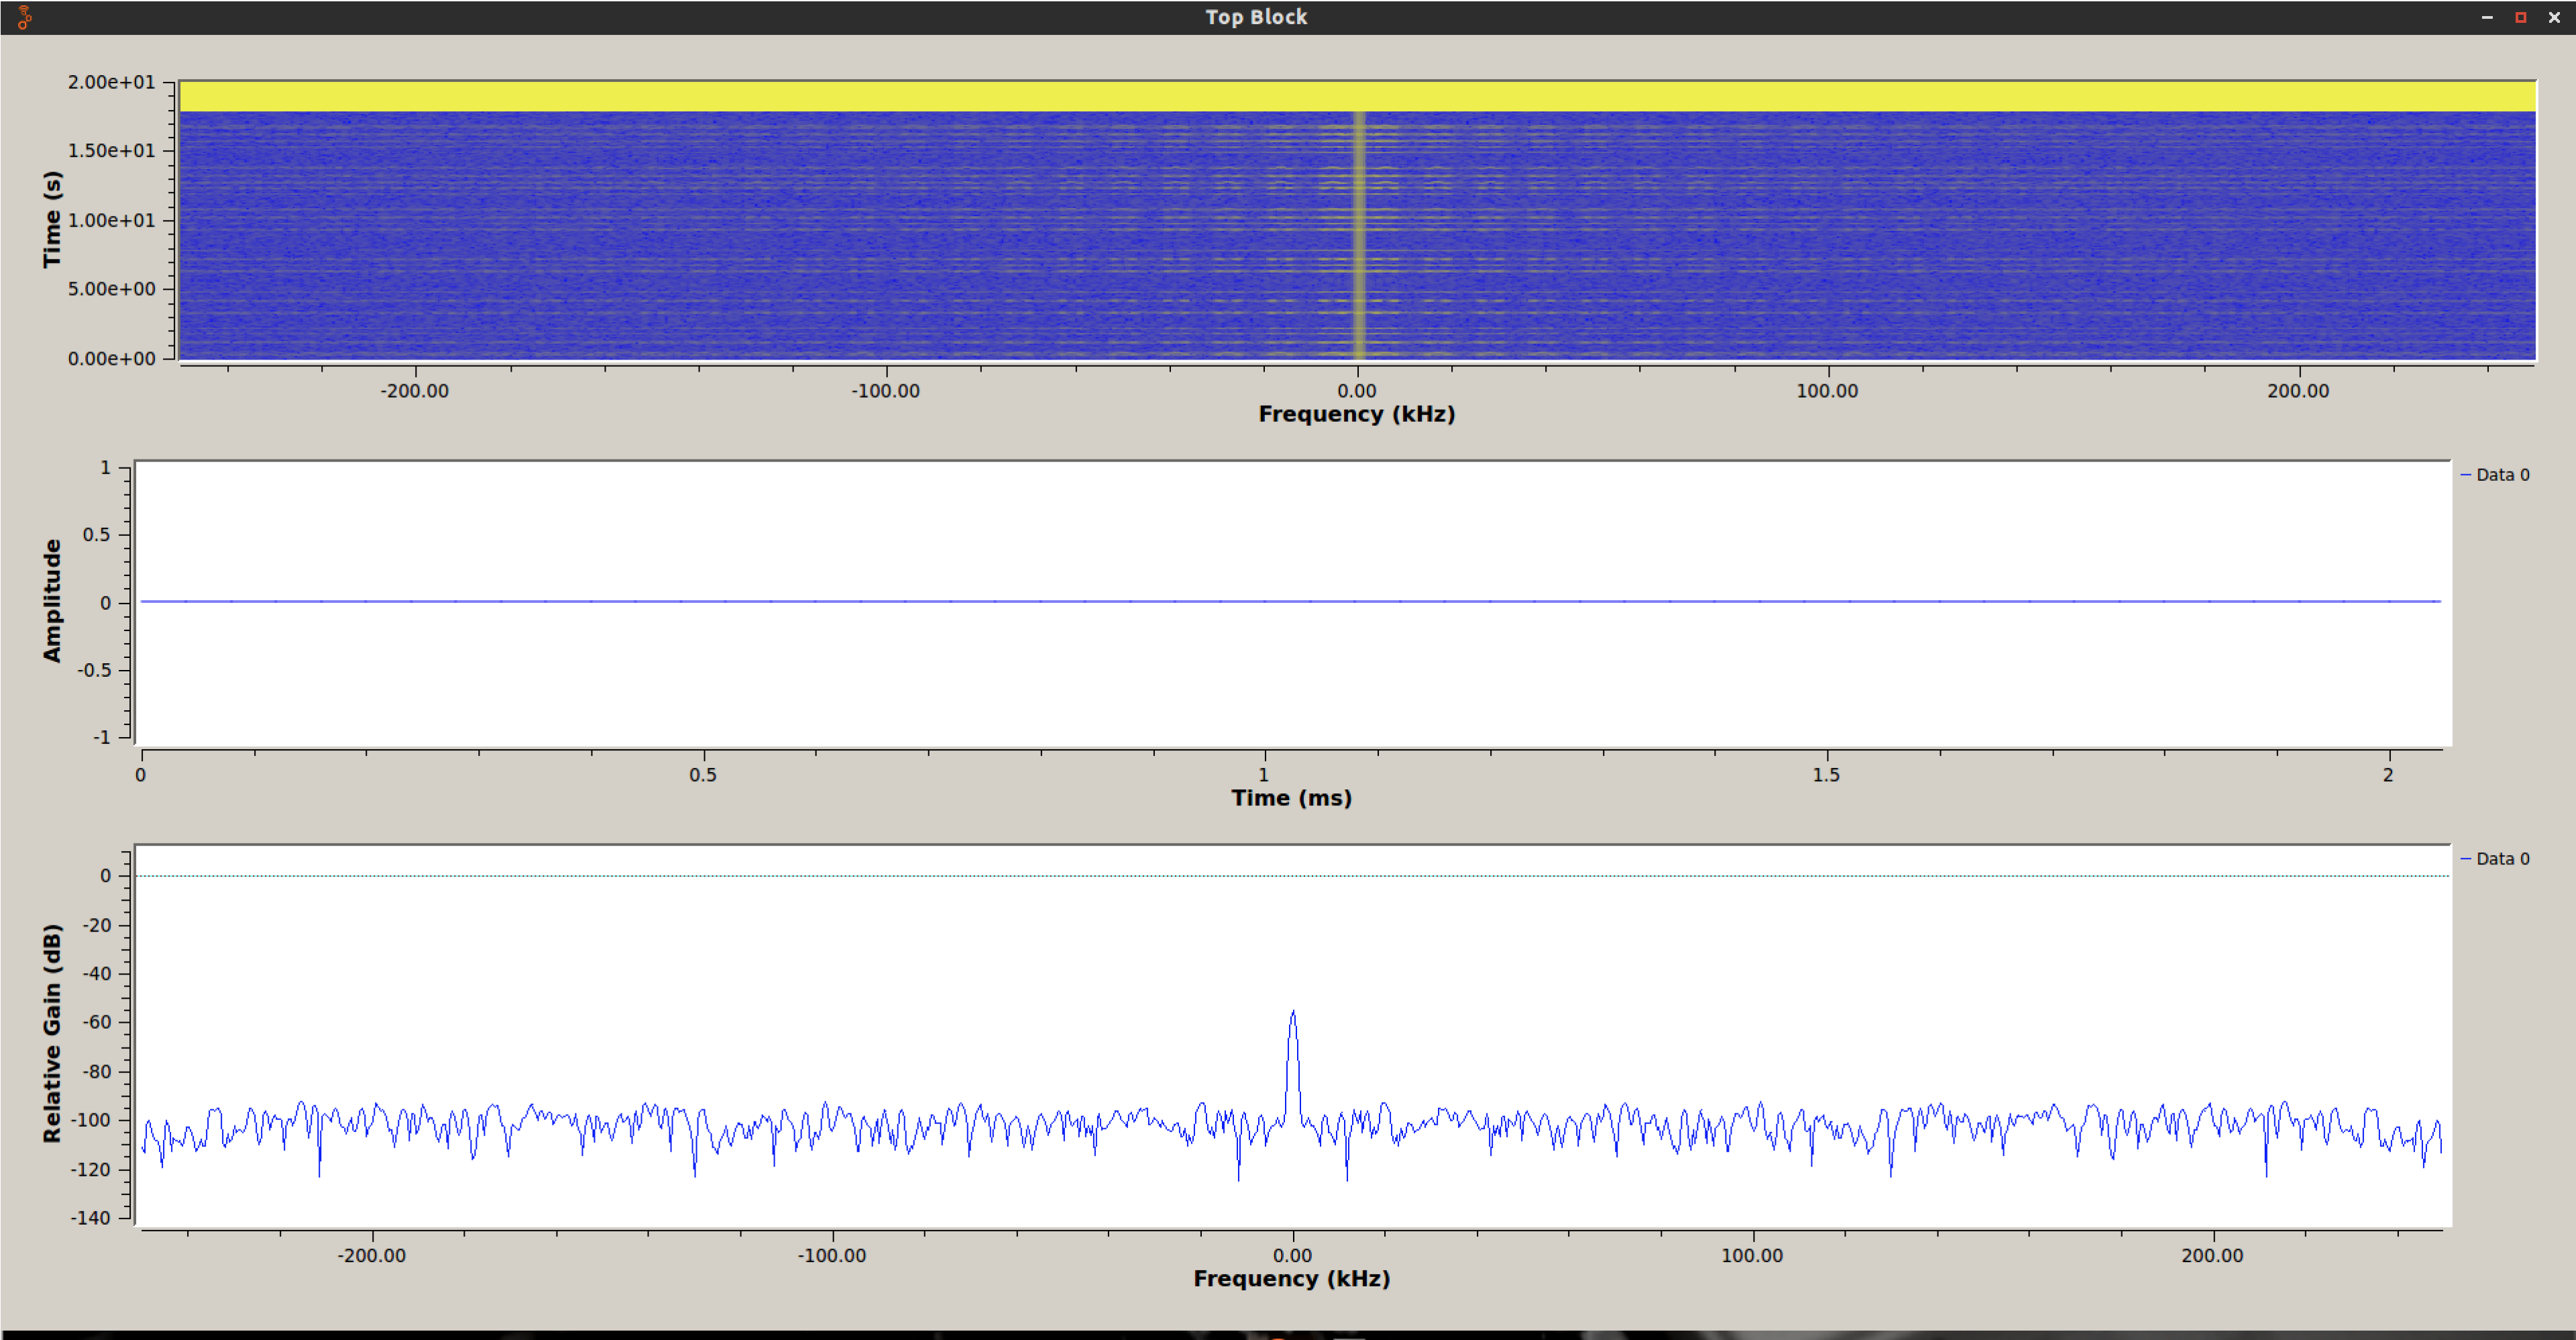 Top Block
2.00e+01
1.50e+01
1.00e+01
5.00e+00
0.00e+00
Time (s)
-200.00 -100.00 0.00 100.00 200.00
Frequency (kHz)
1
0.5
0
-0.5
-1
Amplitude
Data 0
0 0.5 1 1.5 2
Time (ms)
0
-20
-40
-60
-80
-100
-120
-140
Relative Gain (dB)
Data 0
-200.00 -100.00 0.00 100.00 200.00
Frequency (kHz)